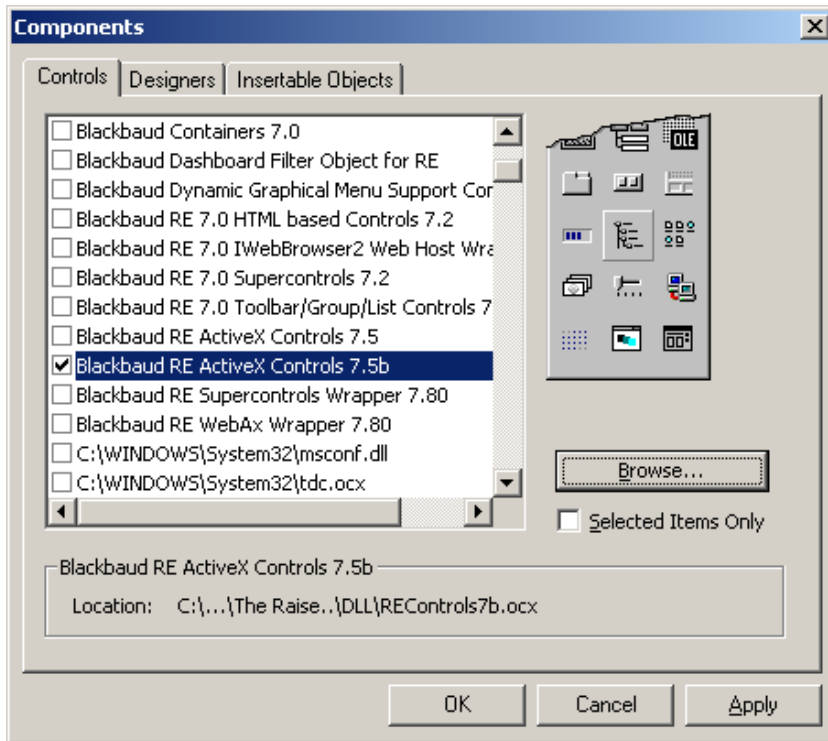 Components
Controls
Designers
Insertable Objects
Blackbaud Containers 7.0
Blackbaud Dashboard Filter Object for RE
Blackbaud Dynamic Graphical Menu Support Cor
Blackbaud RE 7.0 HTML based Controls 7.2
Blackbaud RE 7.0 IWebBrowser2 Web Host Wra
Blackbaud RE 7.0 Supercontrols 7.2
Blackbaud RE 7.0 Toolbar/Group/List Controls 7
Blackbaud RE ActiveX Controls 7.5
Blackbaud RE ActiveX Controls 7.5b
Blackbaud RE Supercontrols Wrapper 7.80
Blackbaud RE WebAx Wrapper 7.80
C:\WINDOWS\System32\msconf.dll
C:\WINDOWS\System32\tdc.ocx
OLE
Browse...
Selected Items Only
Blackbaud RE ActiveX Controls 7.5b
Location: C:\...\The Raise..\DLL\REControls7b.ocx
OK
Cancel
Apply